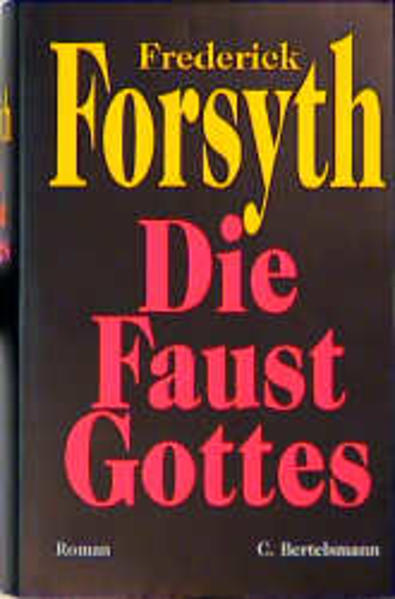 Frederick
Forsyth
Die
Faust
Gottes
Roman
C. Bertelsmann